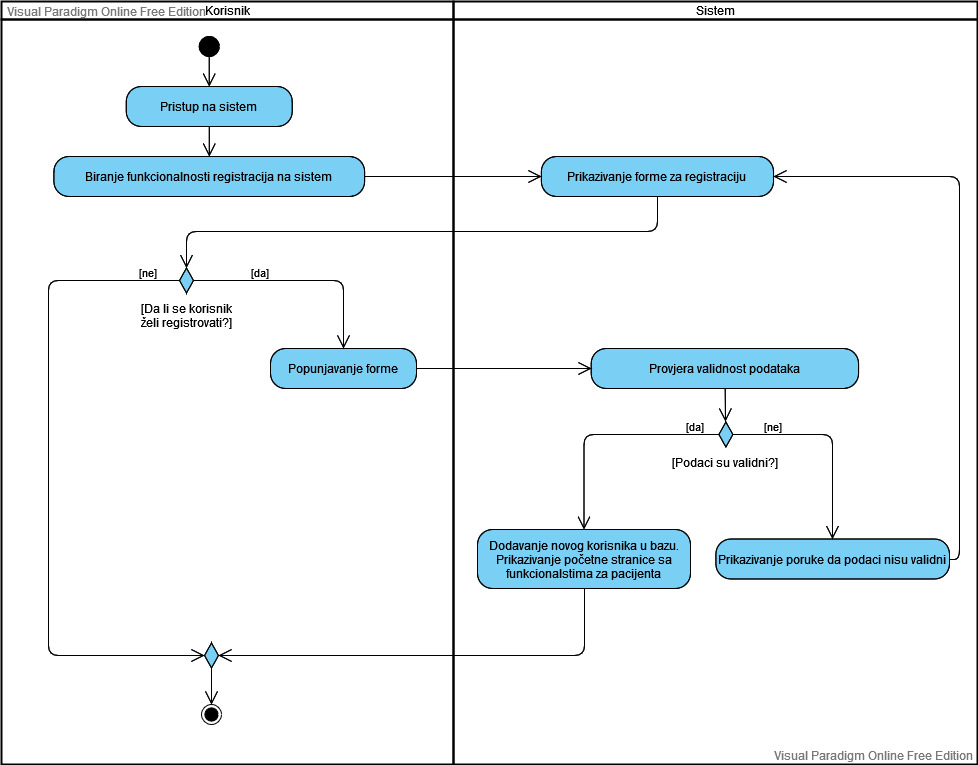 Visual Paradigm Online Free Edition
Korisnik
Sistem
Pristup na sistem
Biranje funkcionalnosti registracija na sistem
Prikazivanje forme za registraciju
[ne]
[da]
[Da li se korisnik
želi registrovati?]
Popunjavanje forme
Provjera validnost podataka
[da]
[ne]
[Podaci su validni?]
Dodavanje novog korisnika u bazu.
Prikazivanje početne stranice sa
funkcionalstima za pacijenta
Prikazivanje poruke da podaci nisu validni
Visual Paradigm Online Free Edition